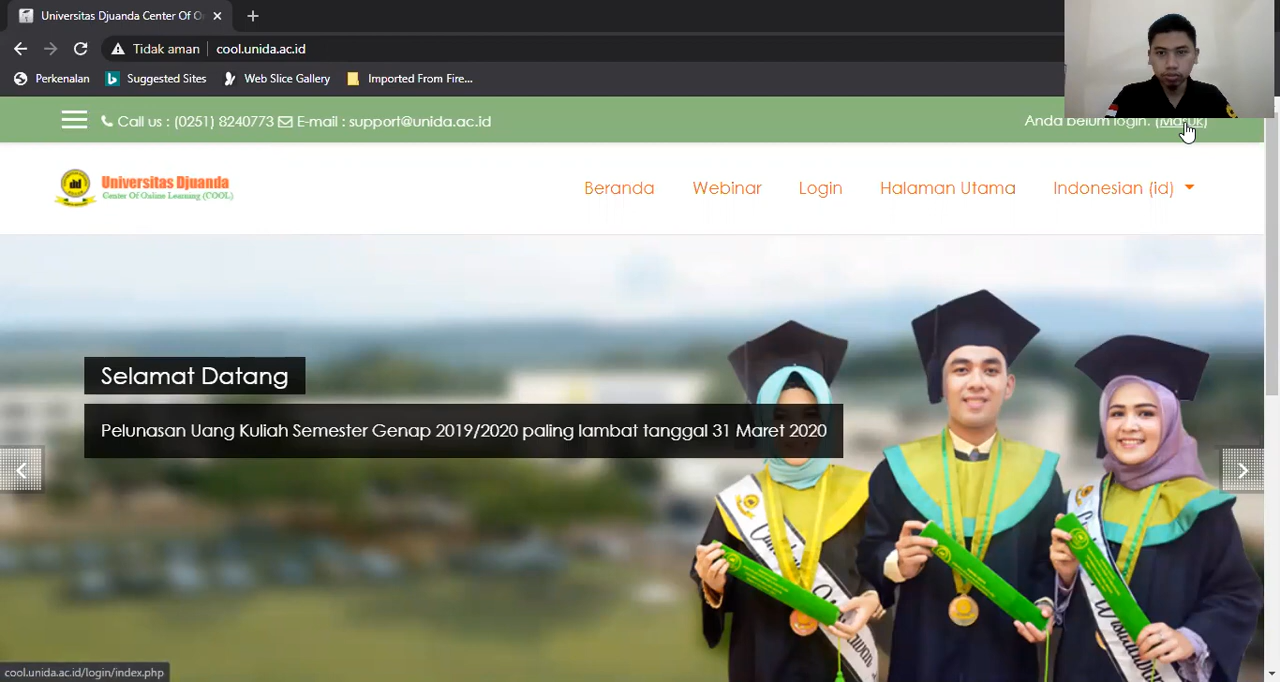 Universitas Djuanda Center Of O
Tidak aman
cool.unida.ac.id
Perkenalan
Suggested Sites
Web Slice Gallery
Imported From Fire...
Call us : (0251) 8240773
E-mail : support@unida.ac.id
Anda belum login. (Masuk)
Universitas Djuanda
Center Of Online Learning (COOL)
Beranda
Webinar
Login
Halaman Utama
Indonesian (id)
Selamat Datang
Pelunasan Uang Kuliah Semester Genap 2019/2020 paling lambat tanggal 31 Maret 2020
cool.unida.ac.id/login/index.php